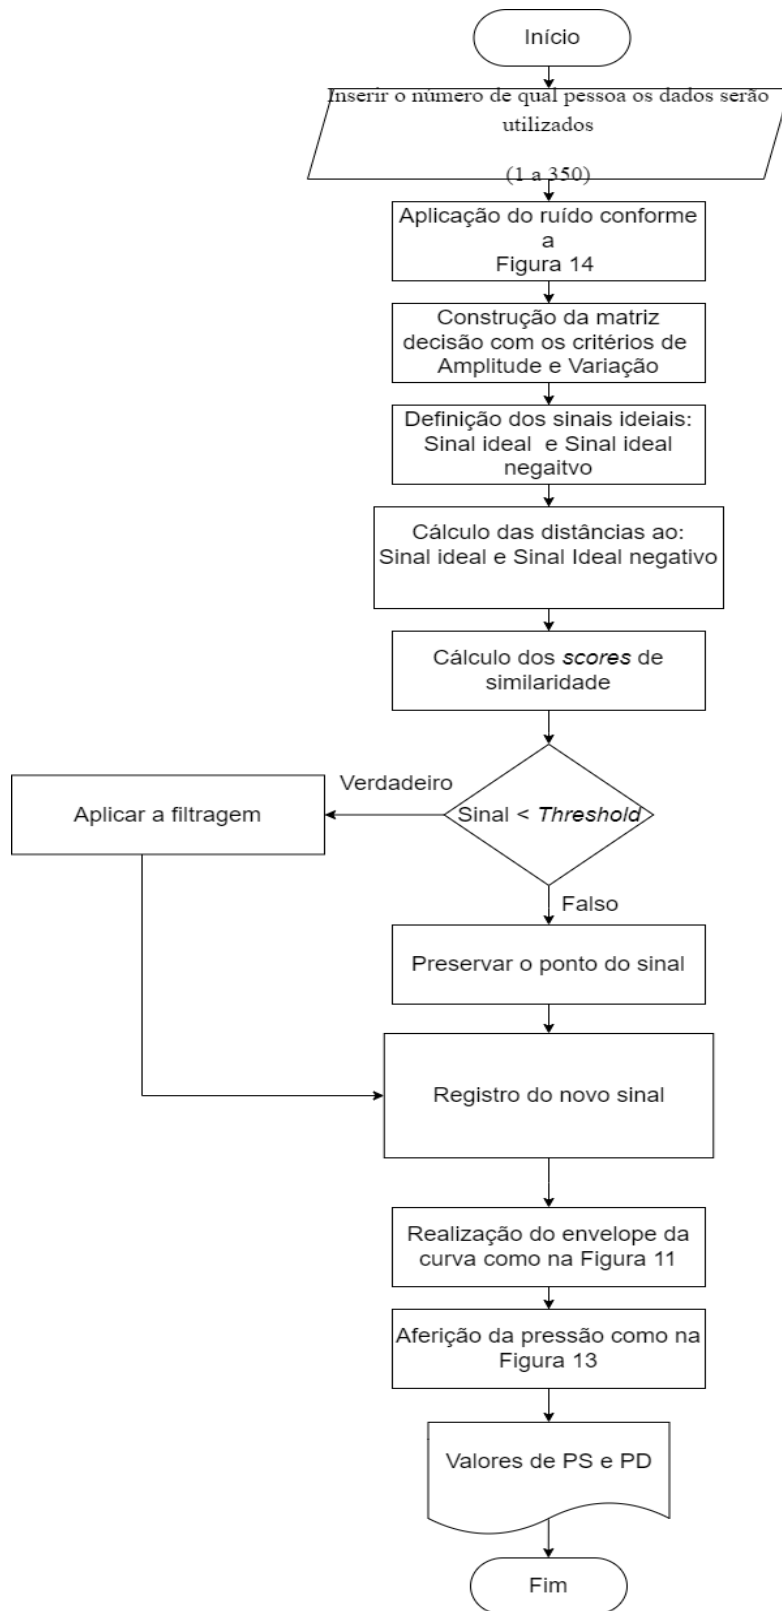 Início
Inserir o número de qual pessoa os dados serão
utilizados
(1 a 350)
Aplicação do ruído conforme
a
Figura 14
Construção da matriz
decisão com os critérios de
Amplitude e Variação
Definição dos sinais ideiais:
Sinal ideal e Sinal ideal
negaitvo
Cálculo das distâncias ao:
Sinal ideal e Sinal Ideal negativo
Cálculo dos scores de
similaridade
Sinal < Threshold
Verdadeiro
Aplicar a filtragem
Falso
Preservar o ponto do sinal
Registro do novo sinal
Realização do envelope da
curva como na Figura 11
Aferição da pressão como na
Figura 13
Valores de PS e PD
Fim